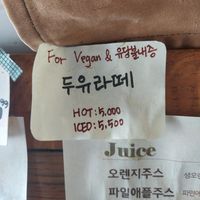 For Vegan & 유당불내증
두유라떼
HOT : 5,000
ICED : 5,500
Juice
오렌지주스
파일애플주스